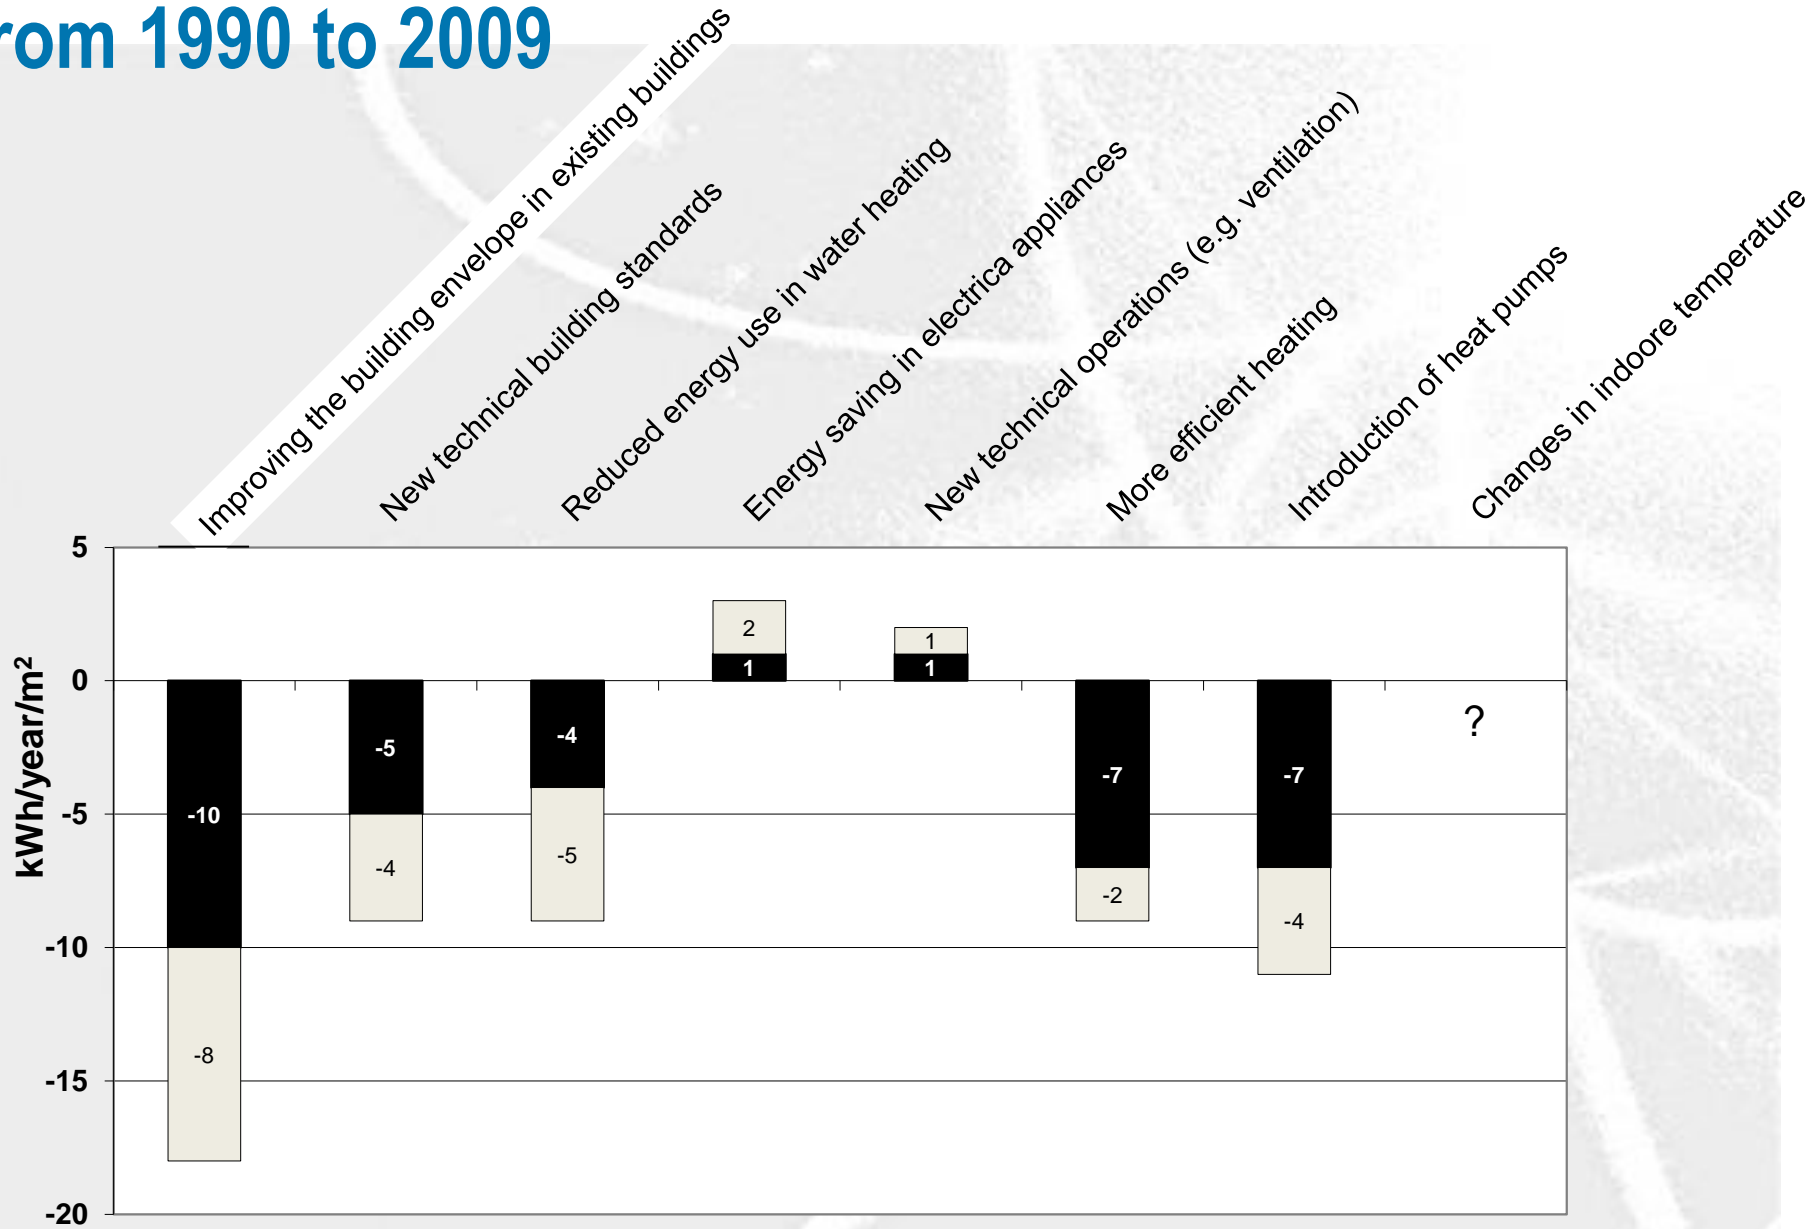 rom 1990 to 2009
Improving the building envelope in existing buildings
New technical building standards
Reduced energy use in water heating
Energy saving in electrica appliances
New technical operations (e.g. ventilation)
More efficient heating
Introduction of heat pumps
Changes in indoore temperature
kWh/year/m²
5
0
-5
-10
-15
-20
-10
-8
-5
-4
-4
-5
2
1
1
1
-7
-2
-7
-4
?